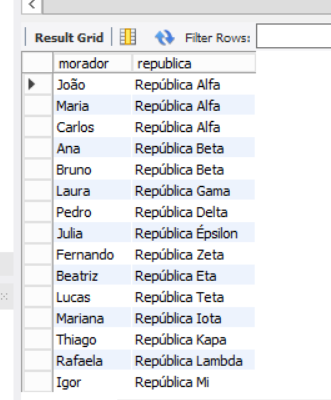 Result Grid Filter Rows:
morador republica
João República Alfa
Maria República Alfa
Carlos República Alfa
Ana República Beta
Bruno República Beta
Laura República Gama
Pedro República Delta
Julia República Épsilon
Fernando República Zeta
Beatriz República Eta
Lucas República Teta
Mariana República Iota
Thiago República Kapa
Rafaela República Lambda
Igor República Mi